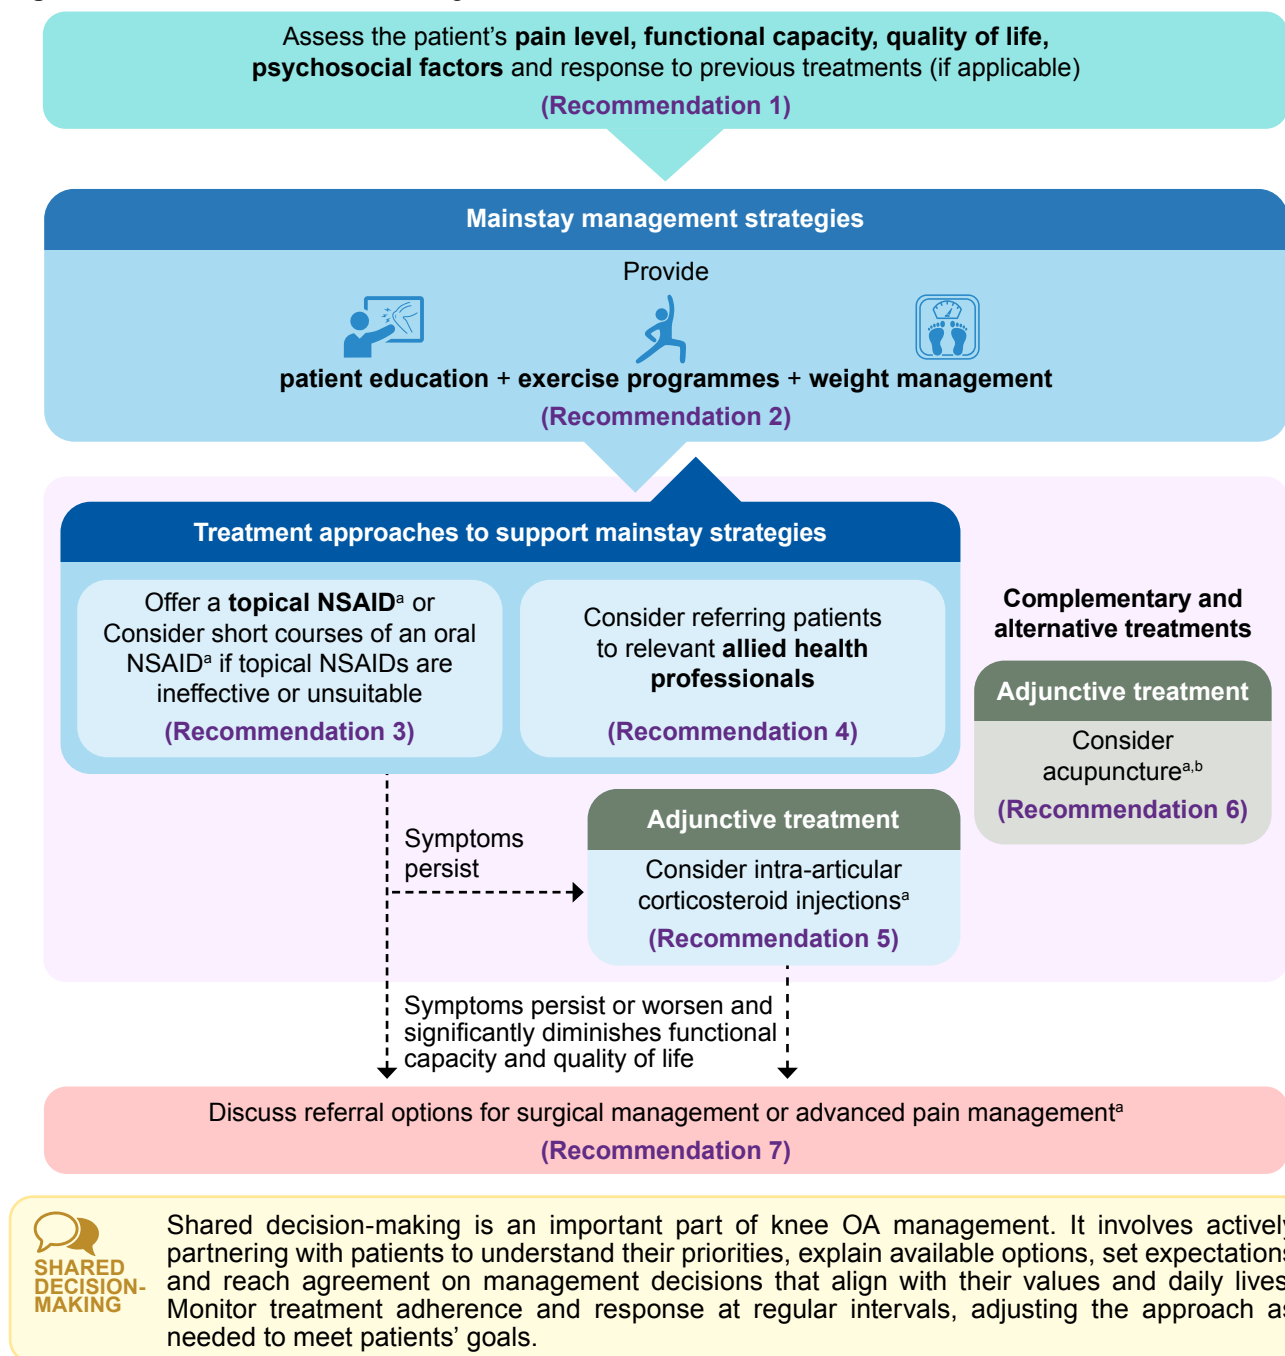 Assess the patient's pain level, functional capacity, quality of life,
psychosocial factors and response to previous treatments (if applicable)
(Recommendation 1)
Mainstay management strategies
Provide
patient education + exercise programmes + weight management
(Recommendation 2)
Treatment approaches to support mainstay strategies
Offer a topical NSAIDᵃ or
Consider short courses of an oral
NSAIDᵃ if topical NSAIDs are
ineffective or unsuitable
(Recommendation 3)
Consider referring patients
to relevant allied health
professionals
(Recommendation 4)
Complementary and
alternative treatments
Adjunctive treatment
Consider
acupunctureᵃ,ᵇ
(Recommendation 6)
Symptoms
persist
Adjunctive treatment
Consider intra-articular
corticosteroid injectionsᵃ
(Recommendation 5)
Symptoms persist or worsen and
significantly diminishes functional
capacity and quality of life
Discuss referral options for surgical management or advanced pain managementᵃ
(Recommendation 7)
SHARED
DECISION-
MAKING
Shared decision-making is an important part of knee OA management. It involves actively
partnering with patients to understand their priorities, explain available options, set expectations
and reach agreement on management decisions that align with their values and daily lives
Monitor treatment adherence and response at regular intervals, adjusting the approach as
needed to meet patients' goals.